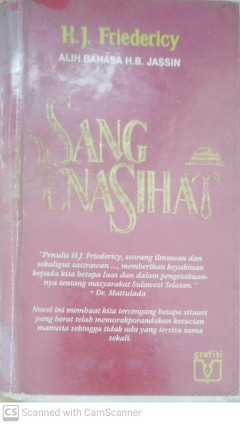 H.J. Friedericy
ALIH BAHASA H.B. JASSIN
SANG
PENASIHAT
"Penulis H.J. Friedericy, seorang ilmuwan dan
sekaligus sastrawan ..., memberikan keyakinan
kepada kita betapa luas dan dalam pengetahuan-
nya tentang masyarakat Sulawesi Selatan."
- Dr. Mattulada
Novel ini membuat kita tercengang betapa situasi
yang berat telah memorakporandakan kesucian
manusia sehingga tidak ada yang tersisa sama
sekali.
grafiti
CS Scanned with CamScanner